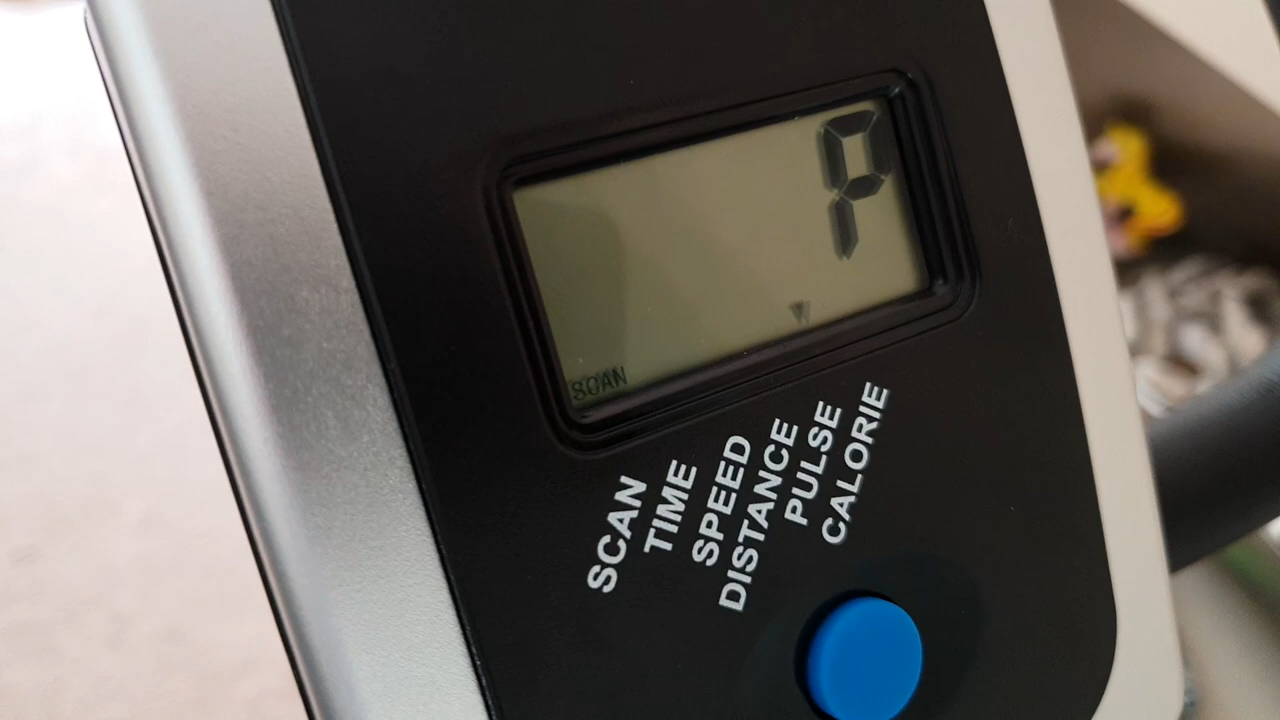 P
SCAN
SCAN
TIME
SPEED
DISTANCE
PULSE
CALORIE